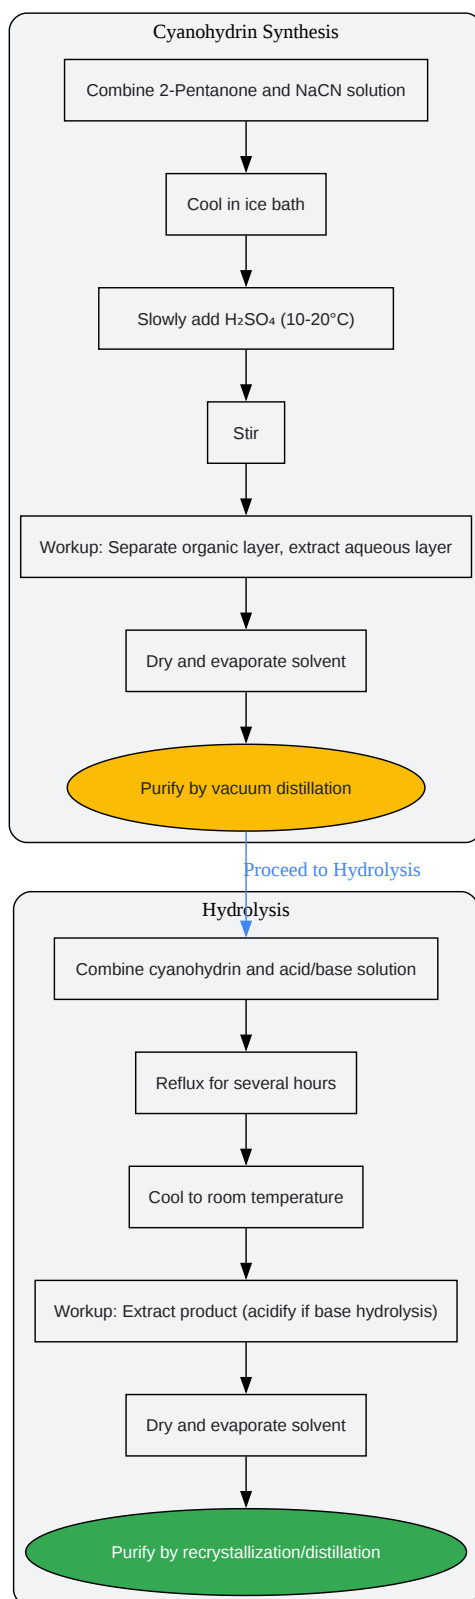 Cyanohydrin Synthesis
Combine 2-Pentanone and NaCN solution
Cool in ice bath
Slowly add H₂SO₄ (10-20°C)
Stir
Workup: Separate organic layer, extract aqueous layer
Dry and evaporate solvent
Purify by vacuum distillation
Proceed to Hydrolysis
Hydrolysis
Combine cyanohydrin and acid/base solution
Reflux for several hours
Cool to room temperature
Workup: Extract product (acidify if base hydrolysis)
Dry and evaporate solvent
Purify by recrystallization/distillation